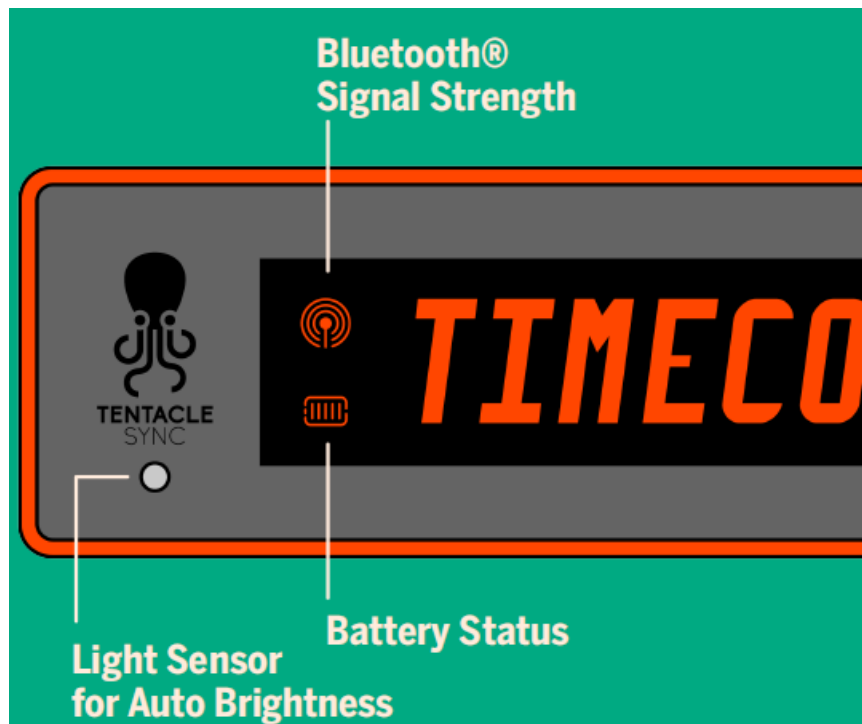 Bluetooth®
Signal Strength
TIMECO
TENTACLE
SYNC
Battery Status
Light Sensor
for Auto Brightness